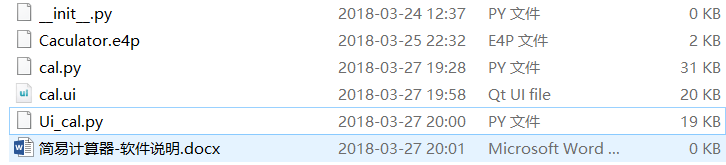 __init__.py 2018-03-24 12:37 PY 文件 0 KB
Caculator.e4p 2018-03-25 22:32 E4P 文件 2 KB
cal.py 2018-03-27 19:28 PY 文件 31 KB
cal.ui 2018-03-27 19:58 Qt UI file 20 KB
Ui_cal.py 2018-03-27 20:00 PY 文件 19 KB
简易计算器-软件说明.docx 2018-03-27 20:01 Microsoft Word ... 0 KB